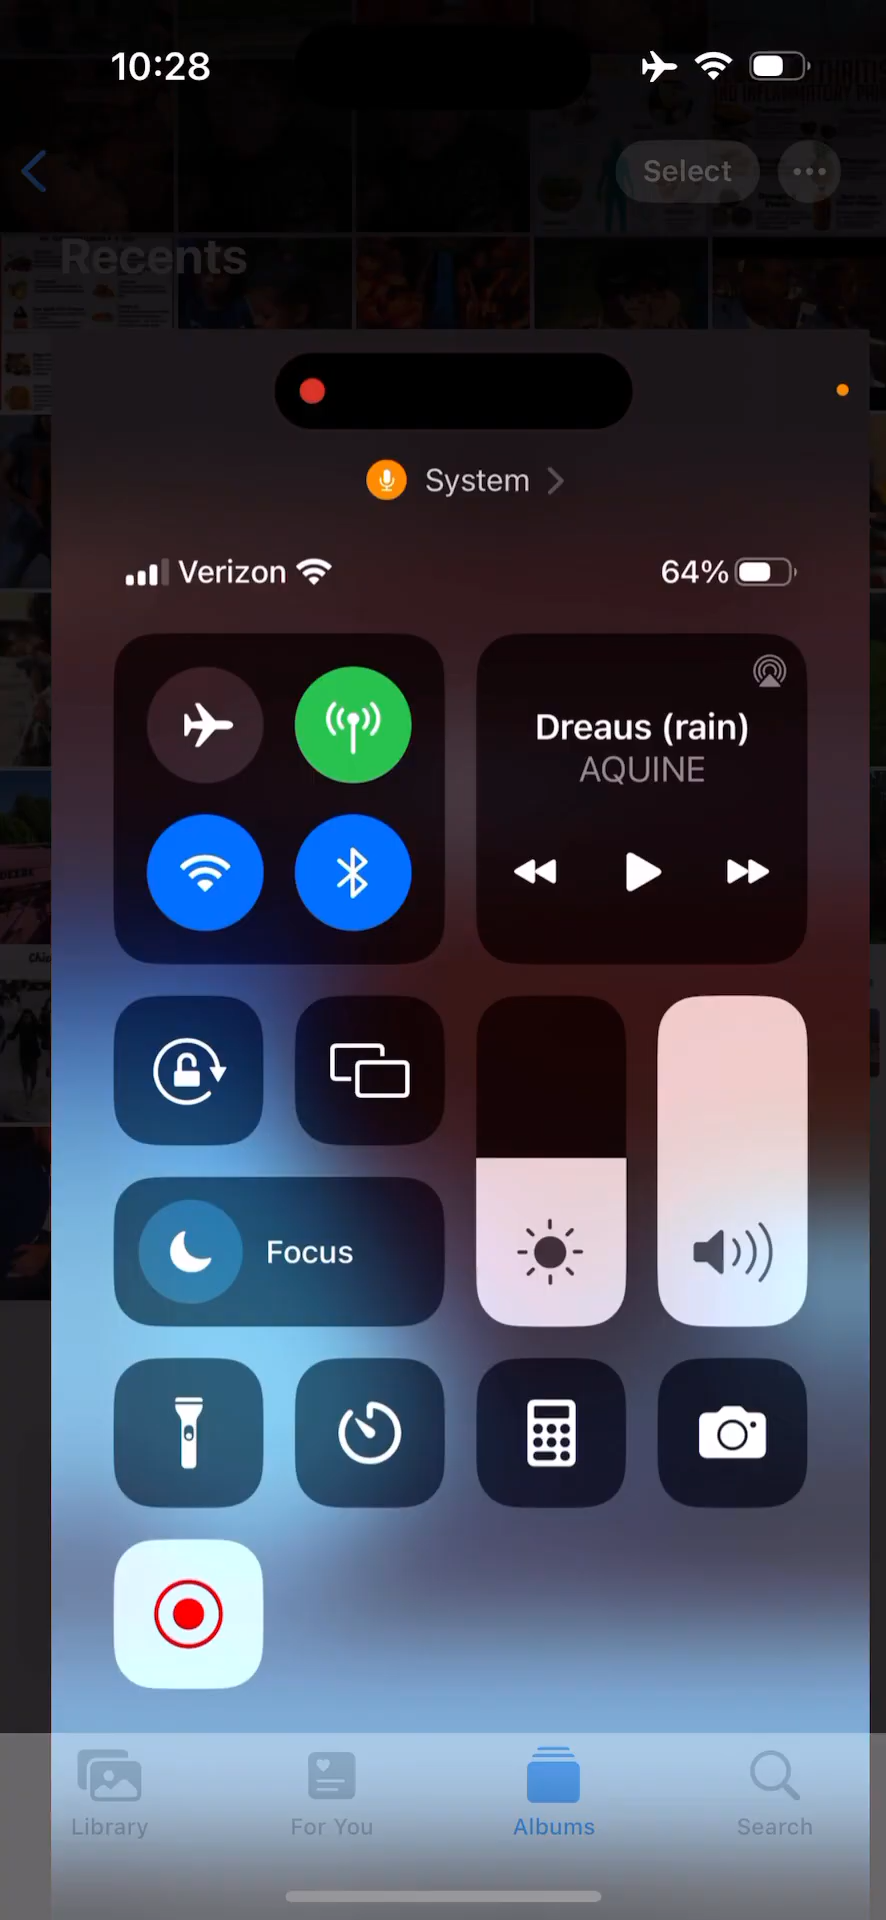 10:28
Select
Recents
System
Verizon
64%
Dreaus (rain)
AQUINE
Focus
Library
For You
Albums
Search